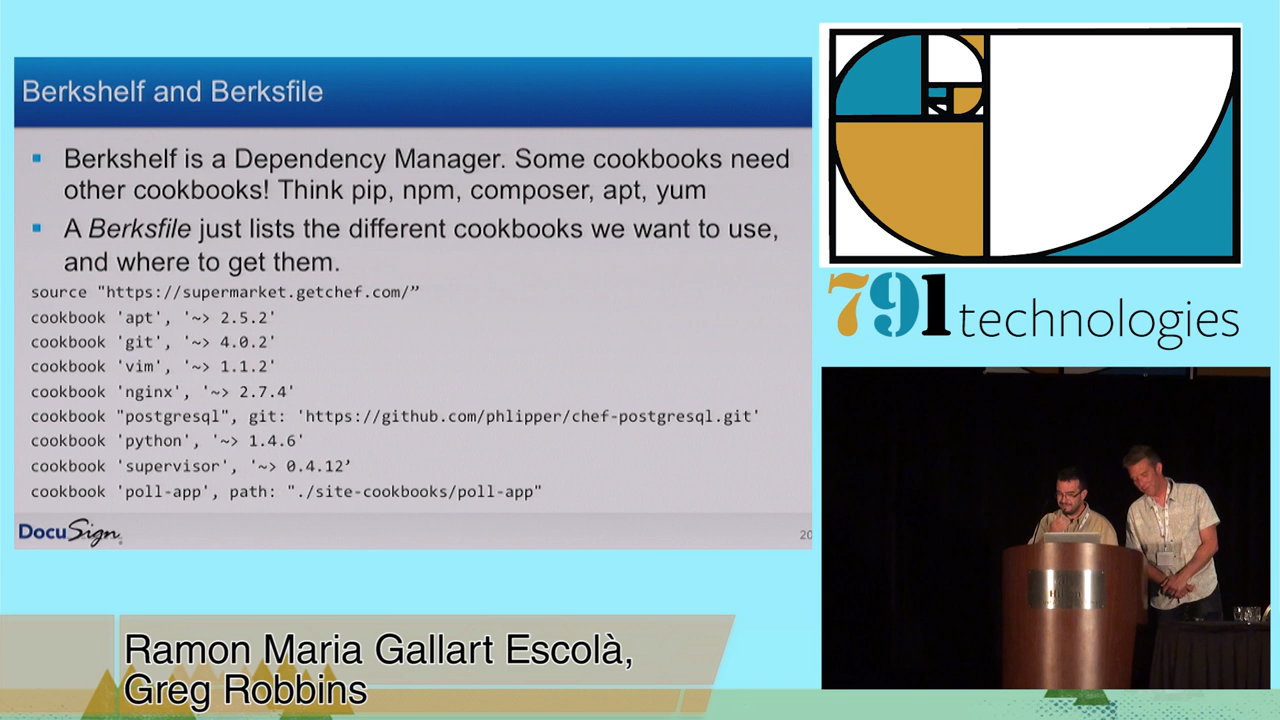 Berkshelf and Berksfile
▪ Berkshelf is a Dependency Manager. Some cookbooks need
other cookbooks! Think pip, npm, composer, apt, yum
▪ A Berksfile just lists the different cookbooks we want to use,
and where to get them.
source "https://supermarket.getchef.com/”
cookbook 'apt', '~> 2.5.2'
cookbook 'git', '~> 4.0.2'
cookbook 'vim', '~> 1.1.2'
cookbook 'nginx', '~> 2.7.4'
cookbook "postgresql", git: 'https://github.com/phlipper/chef-postgresql.git'
cookbook 'python', '~> 1.4.6'
cookbook 'supervisor', '~> 0.4.12’
cookbook 'poll-app', path: "./site-cookbooks/poll-app"
DocuSign
20
791 technologies
Ramon Maria Gallart Escolà,
Greg Robbins